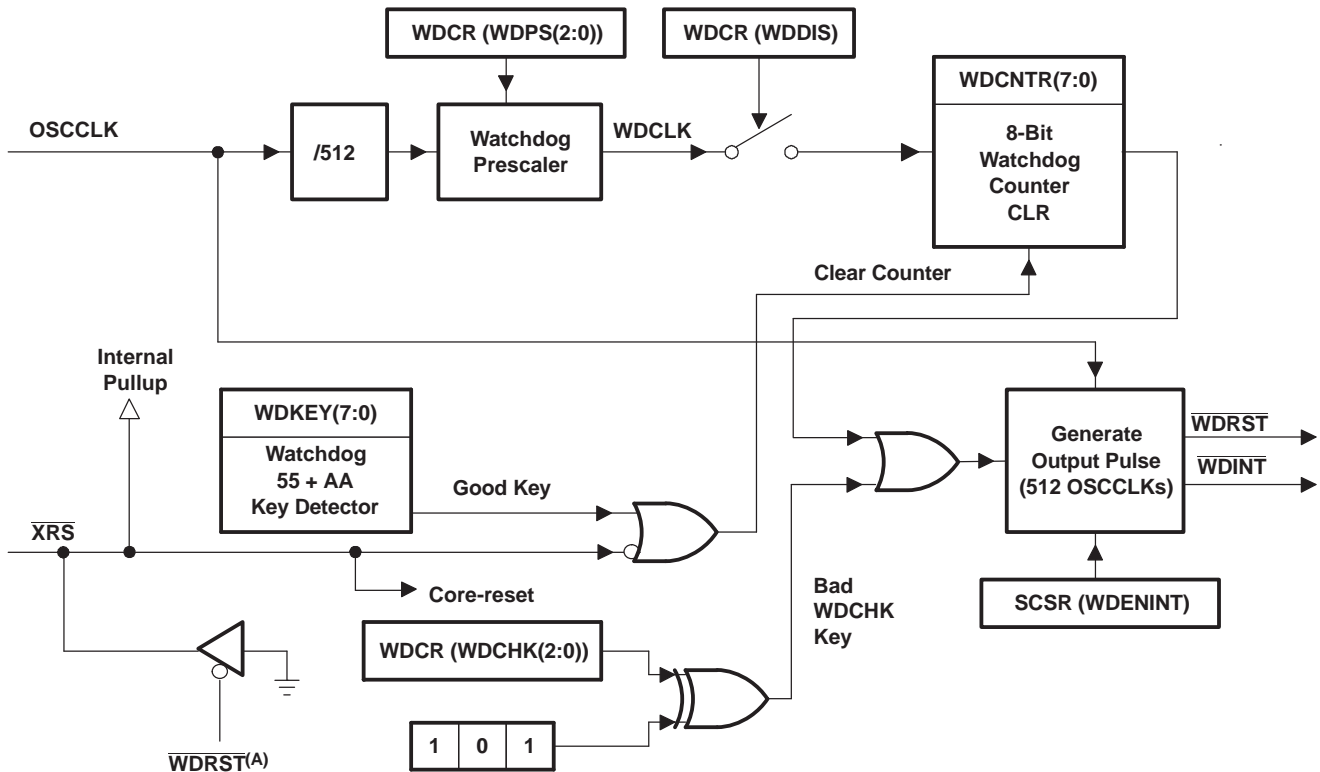 WDCR (WDPS(2:0))
WDCR (WDDIS)
WDCNTR(7:0)
OSCCLK
/512
Watchdog
Prescaler
WDCLK
8-Bit
Watchdog
Counter
CLR
Clear Counter
Internal
Pullup
WDKEY(7:0)
Watchdog
55 + AA
Key Detector
Good Key
Generate
Output Pulse
(512 OSCCLKs)
WDRST
WDINT
XRS
Core-reset
Bad
WDCHK
Key
SCSR (WDENINT)
WDCR (WDCHK(2:0))
1 0 1
WDRST(A)